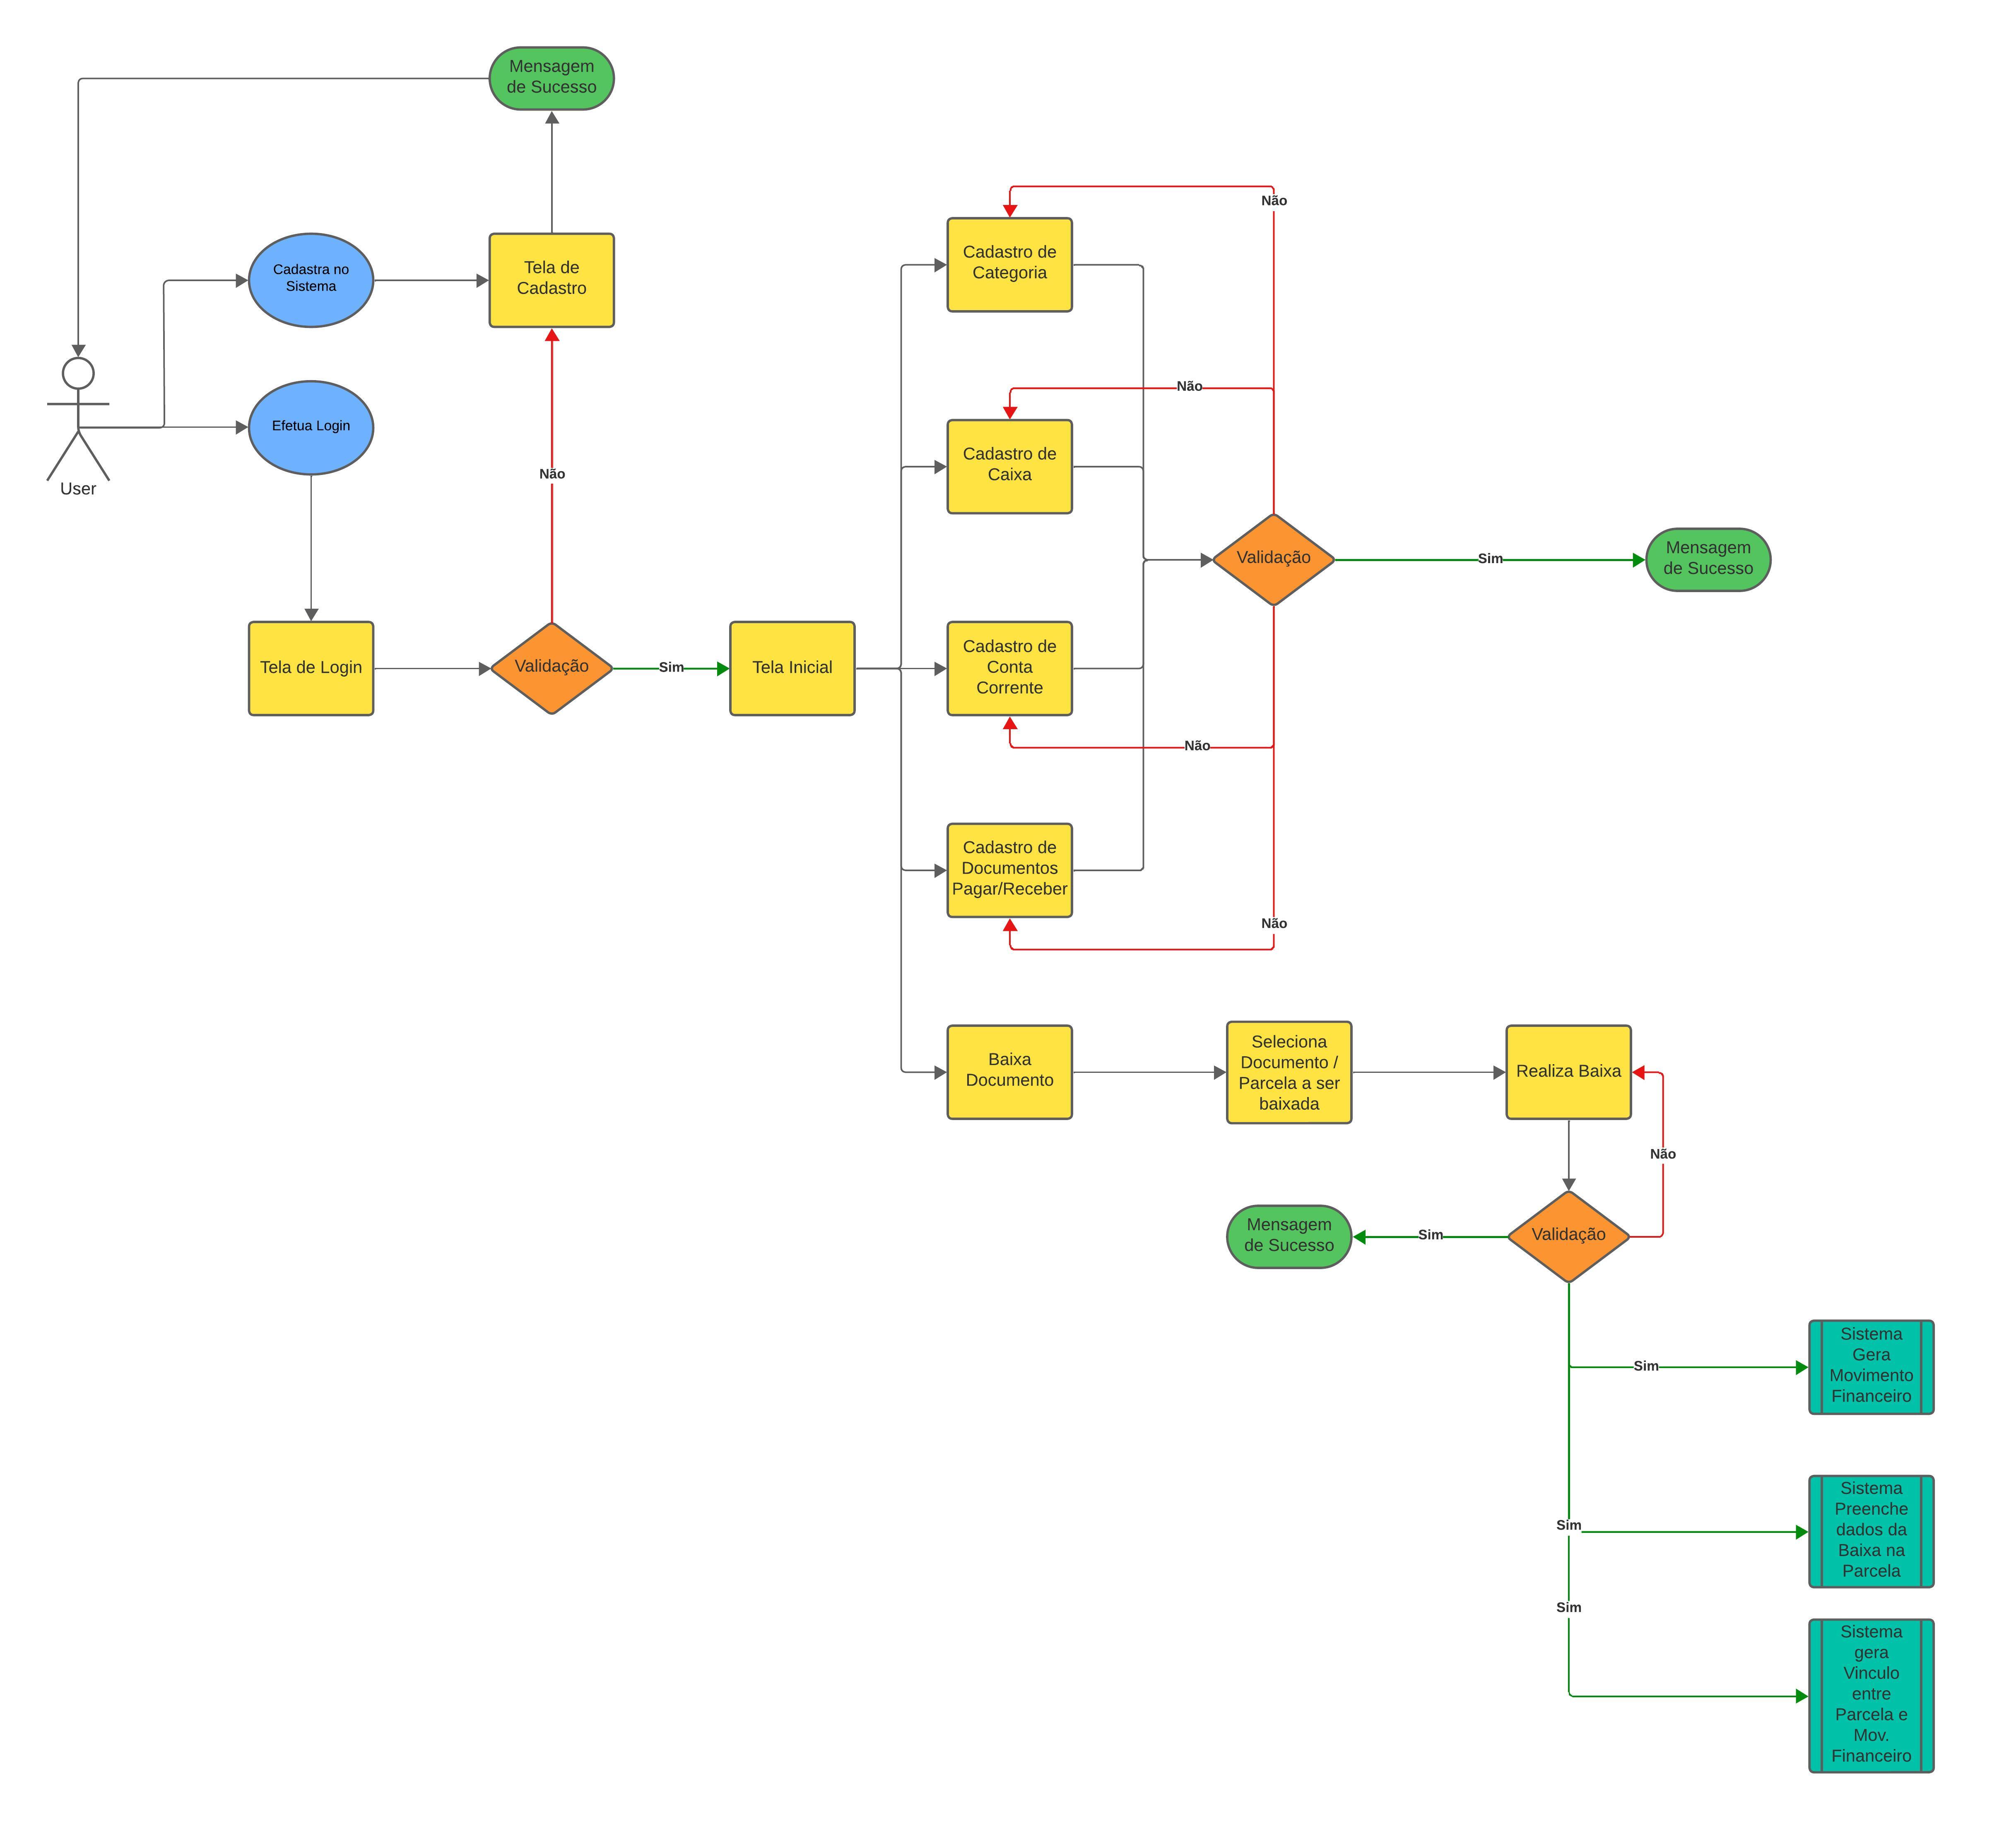 Mensagem
de Sucesso
Cadastra no
Sistema
Tela de
Cadastro
Efetua Login
User
Não
Tela de Login
Validação
Sim
Tela Inicial
Cadastro de
Categoria
Não
Cadastro de
Caixa
Não
Cadastro de
Conta
Corrente
Não
Cadastro de
Documentos
Pagar/Receber
Não
Validação
Sim
Mensagem
de Sucesso
Baixa
Documento
Seleciona
Documento /
Parcela a ser
baixada
Realiza Baixa
Não
Validação
Sim
Mensagem
de Sucesso
Sim
Sistema
Gera
Movimento
Financeiro
Sim
Sistema
Preenche
dados da
Baixa na
Parcela
Sim
Sistema
gera
Vinculo
entre
Parcela e
Mov.
Financeiro